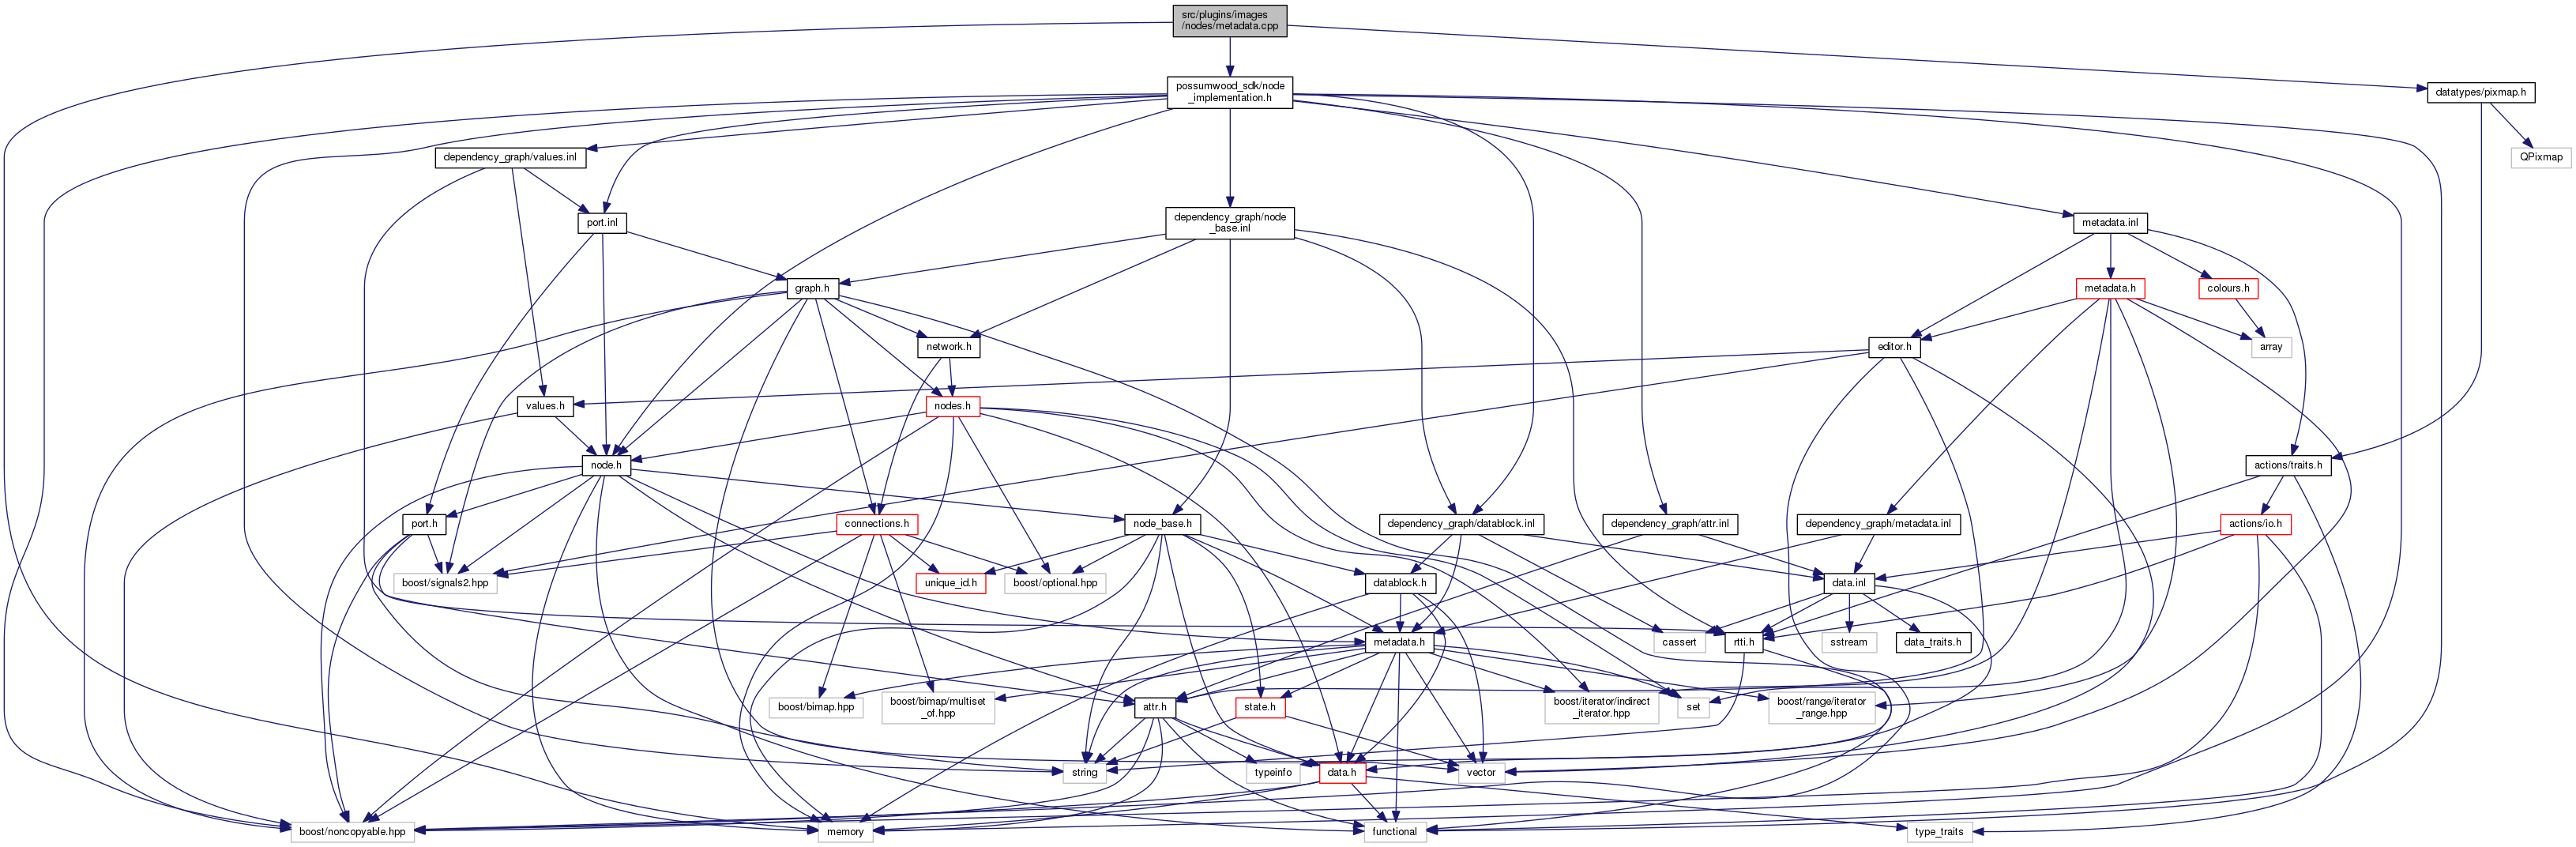 src/plugins/images
/nodes/metadata.cpp
possumwood_sdk/node
_implementation.h
datatypes/pixmap.h
dependency_graph/values.inl
QPixmap
port.inl
dependency_graph/node
_base.inl
metadata.inl
graph.h
metadata.h
colours.h
network.h
editor.h
array
values.h
nodes.h
node.h
actions/traits.h
port.h
connections.h
node_base.h
dependency_graph/datablock.inl
dependency_graph/attr.inl
dependency_graph/metadata.inl
actions/io.h
boost/signals2.hpp
unique_id.h
boost/optional.hpp
datablock.h
data.inl
metadata.h
cassert
rtti.h
sstream
data_traits.h
boost/bimap.hpp
boost/bimap/multiset
_of.hpp
attr.h
state.h
boost/iterator/indirect
_iterator.hpp
set
boost/range/iterator
_range.hpp
string
typeinfo
data.h
vector
boost/noncopyable.hpp
memory
functional
type_traits